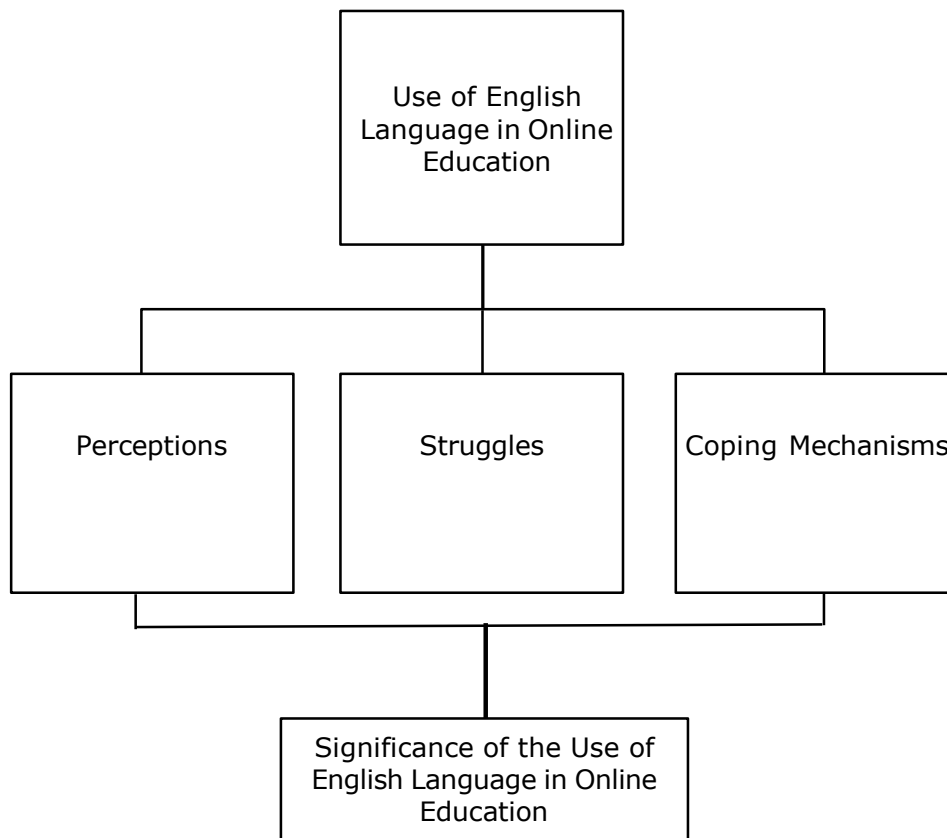 Use of English
Language in Online
Education
Perceptions
Struggles
Coping Mechanisms
Significance of the Use of
English Language in Online
Education